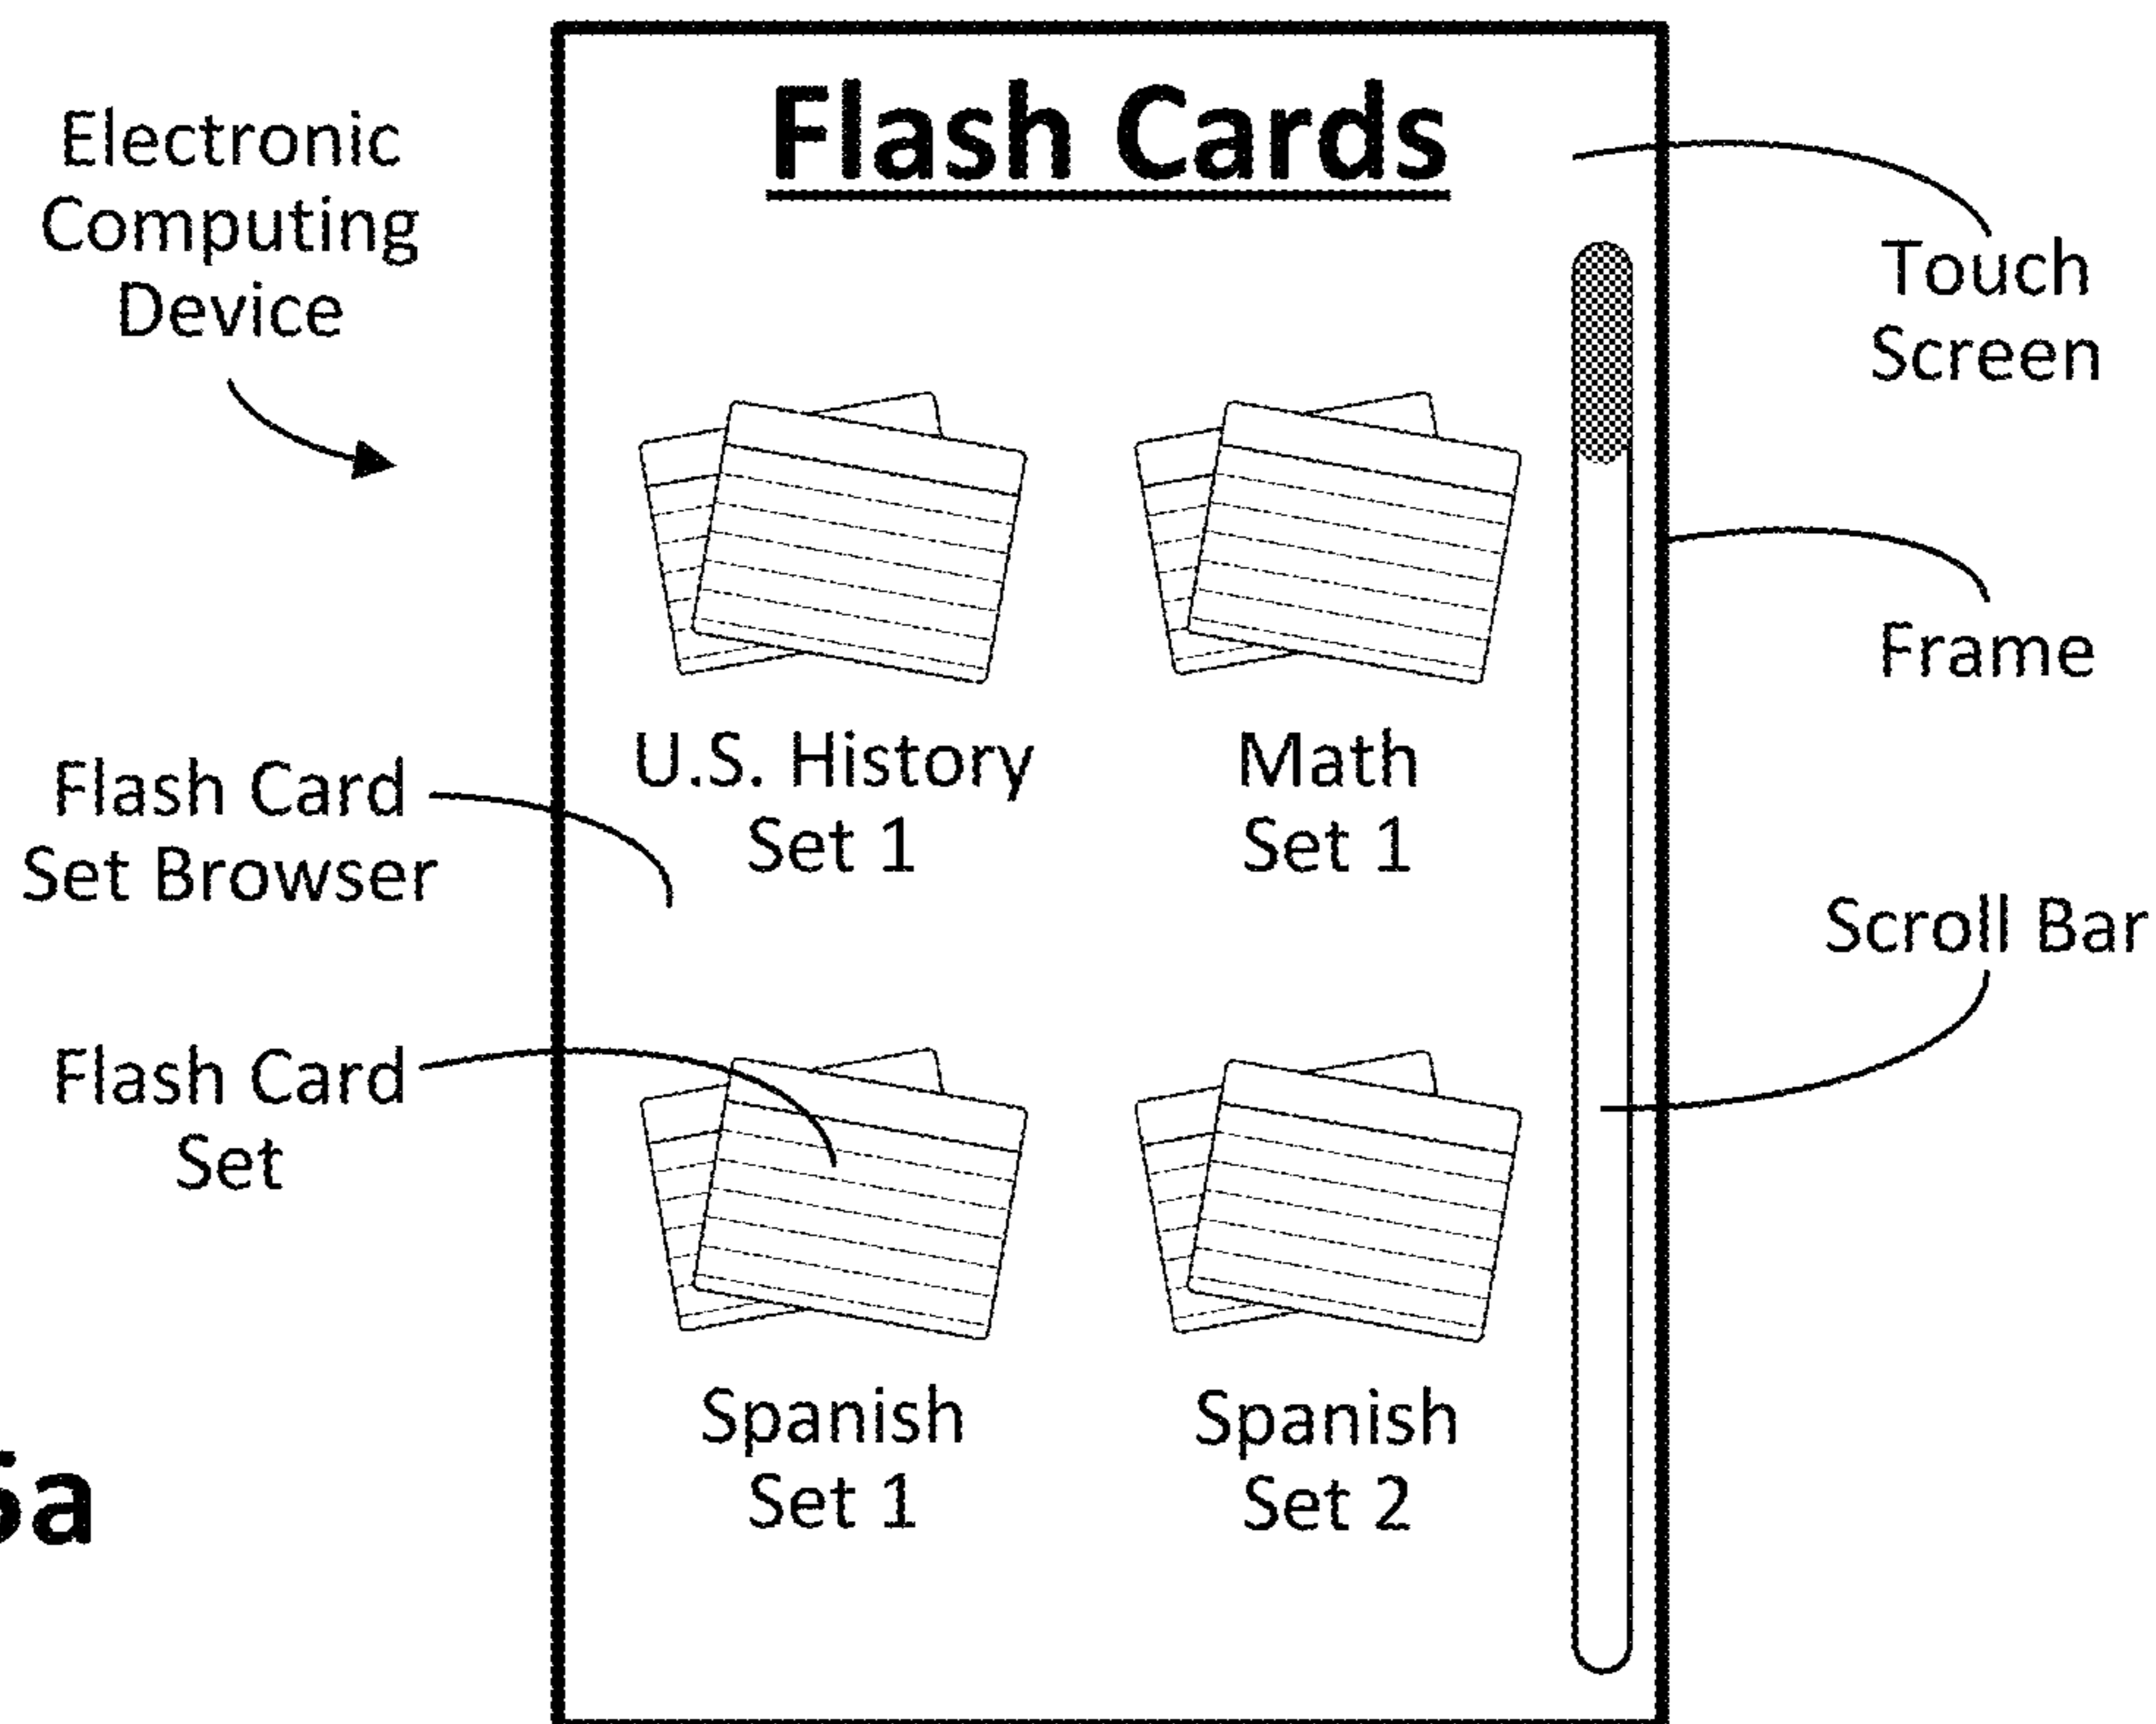 Flash Cards
Electronic
Computing
Device
Touch
Screen
Frame
U.S. History
Set 1
Math
Set 1
Flash Card
Set Browser
Scroll Bar
Flash Card
Set
Spanish
Set 1
Spanish
Set 2